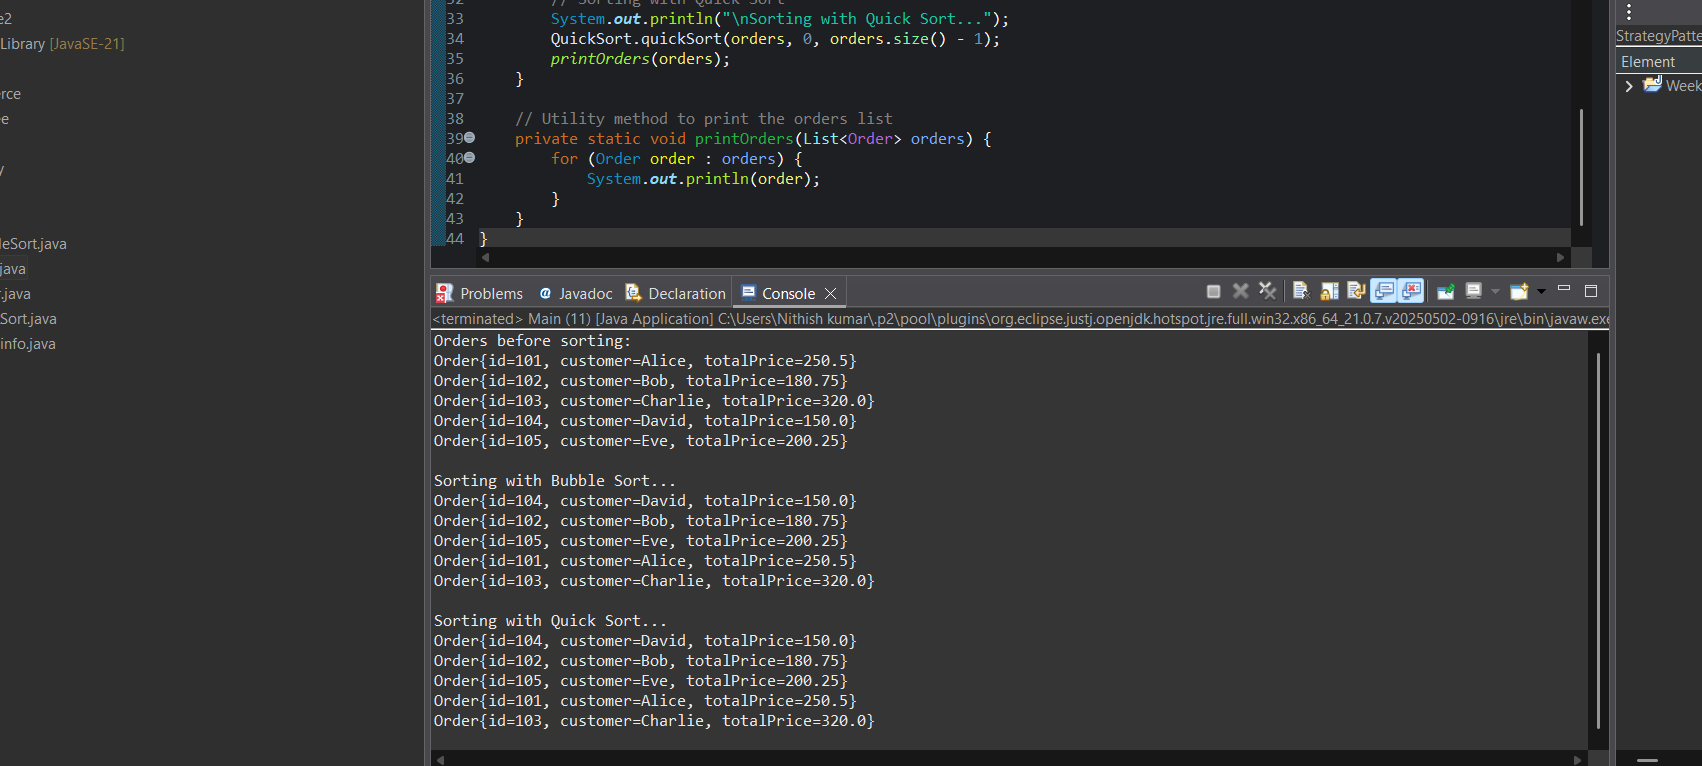 e2
Library [JavaSE-21]
rce
e
y
leSort.java
java
r.java
Sort.java
info.java
32 // Sorting with Quick Sort
33 System.out.println("\nSorting with Quick Sort...");
34 QuickSort.quickSort(orders, 0, orders.size() - 1);
35 printOrders(orders);
36 }
37
38 // Utility method to print the orders list
39 private static void printOrders(List<Order> orders) {
40 for (Order order : orders) {
41 System.out.println(order);
42 }
43 }
44 }
StrategyPatte
Element
Week
Problems @ Javadoc Declaration Console
<terminated> Main (11) [Java Application] C:\Users\Nithish kumar\.p2\pool\plugins\org.eclipse.justj.openjdk.hotspot.jre.full.win32.x86_64_21.0.7.v20250502-0916\jre\bin\javaw.exe
Orders before sorting:
Order{id=101, customer=Alice, totalPrice=250.5}
Order{id=102, customer=Bob, totalPrice=180.75}
Order{id=103, customer=Charlie, totalPrice=320.0}
Order{id=104, customer=David, totalPrice=150.0}
Order{id=105, customer=Eve, totalPrice=200.25}

Sorting with Bubble Sort...
Order{id=104, customer=David, totalPrice=150.0}
Order{id=102, customer=Bob, totalPrice=180.75}
Order{id=105, customer=Eve, totalPrice=200.25}
Order{id=101, customer=Alice, totalPrice=250.5}
Order{id=103, customer=Charlie, totalPrice=320.0}

Sorting with Quick Sort...
Order{id=104, customer=David, totalPrice=150.0}
Order{id=102, customer=Bob, totalPrice=180.75}
Order{id=105, customer=Eve, totalPrice=200.25}
Order{id=101, customer=Alice, totalPrice=250.5}
Order{id=103, customer=Charlie, totalPrice=320.0}